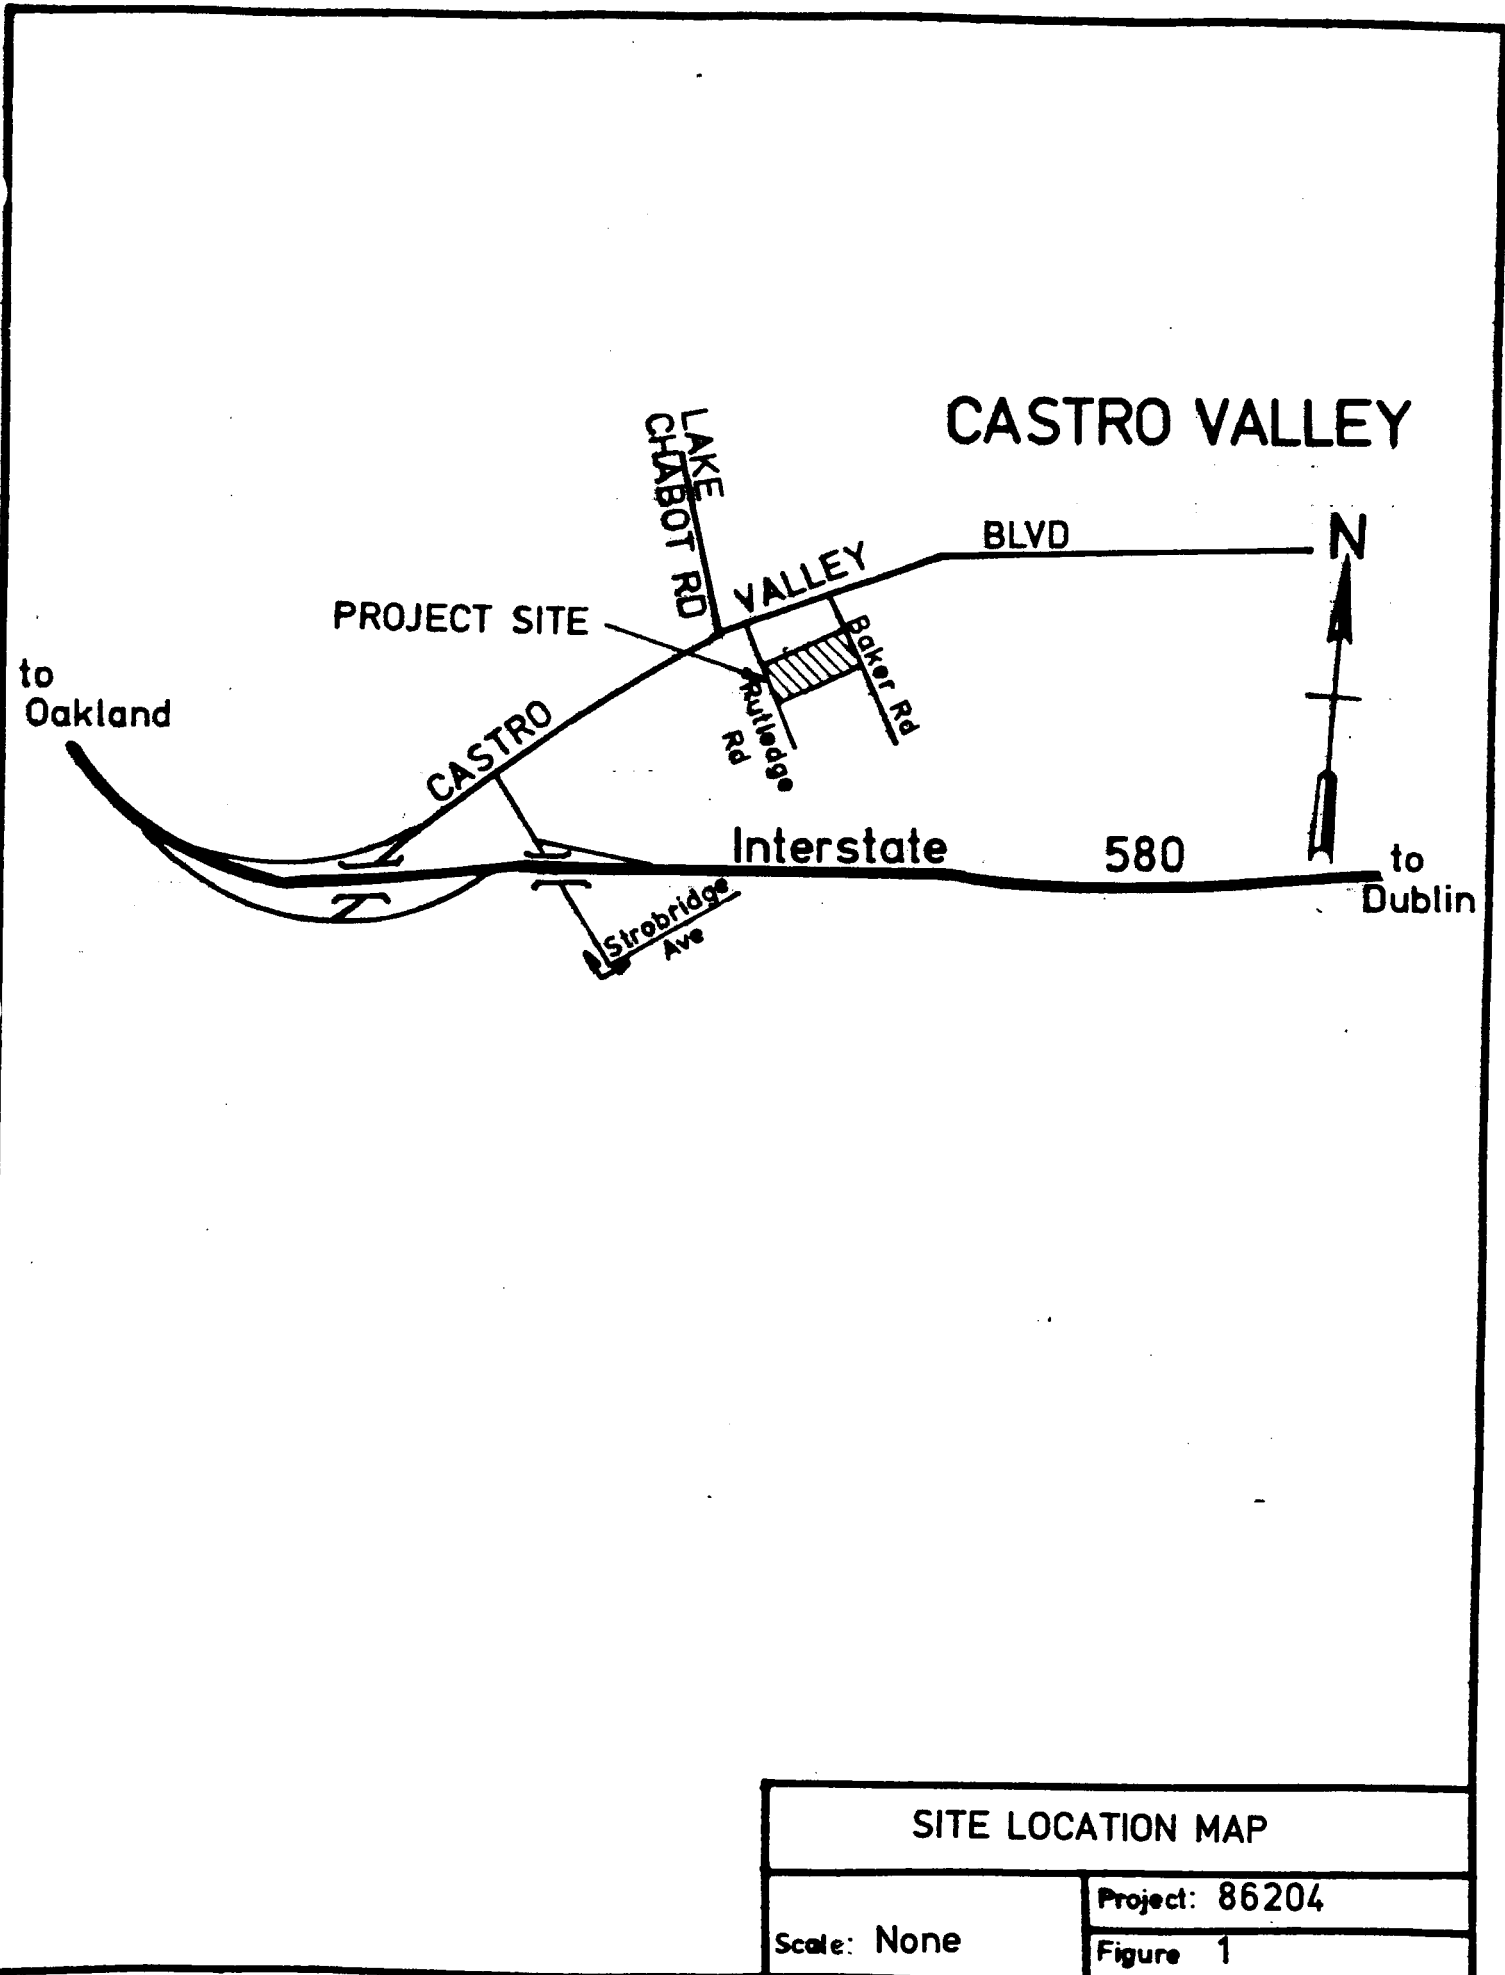 CASTRO VALLEY
LAKE
CHABOT RD
BLVD
N
VALLEY
PROJECT SITE
Baker Rd
to
Oakland
Rutledge
Rd
CASTRO
Interstate 580
to
Dublin
Strobridge
Ave
SITE LOCATION MAP
Project: 86204
Scale: None
Figure 1